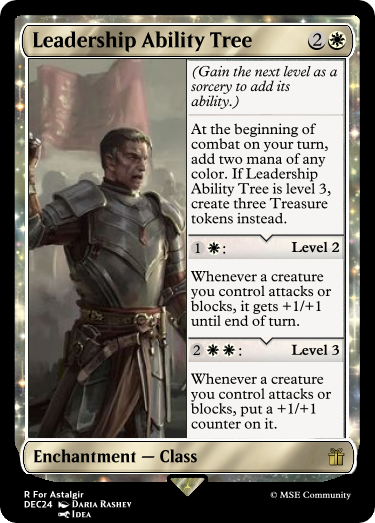 Leadership Ability Tree 2
(Gain the next level as a
sorcery to add its
ability.)
At the beginning of
combat on your turn,
add two mana of any
color. If Leadership
Ability Tree is level 3,
create three Treasure
tokens instead.
1 : Level 2
Whenever a creature
you control attacks or
blocks, it gets +1/+1
until end of turn.
2 : Level 3
Whenever a creature
you control attacks or
blocks, put a +1/+1
counter on it.
Enchantment — Class
R For Astalgir
DEC24 Daria Rashev
Idea
© MSE Community